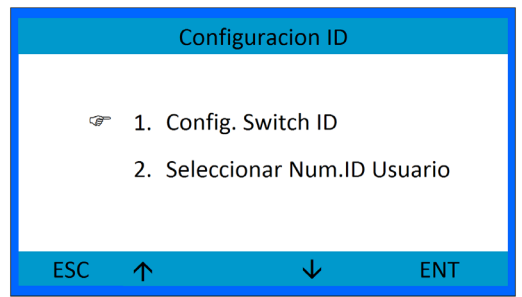 Configuracion ID
☞ 1. Config. Switch ID
2. Seleccionar Num.ID Usuario
ESC ↑ ↓ ENT